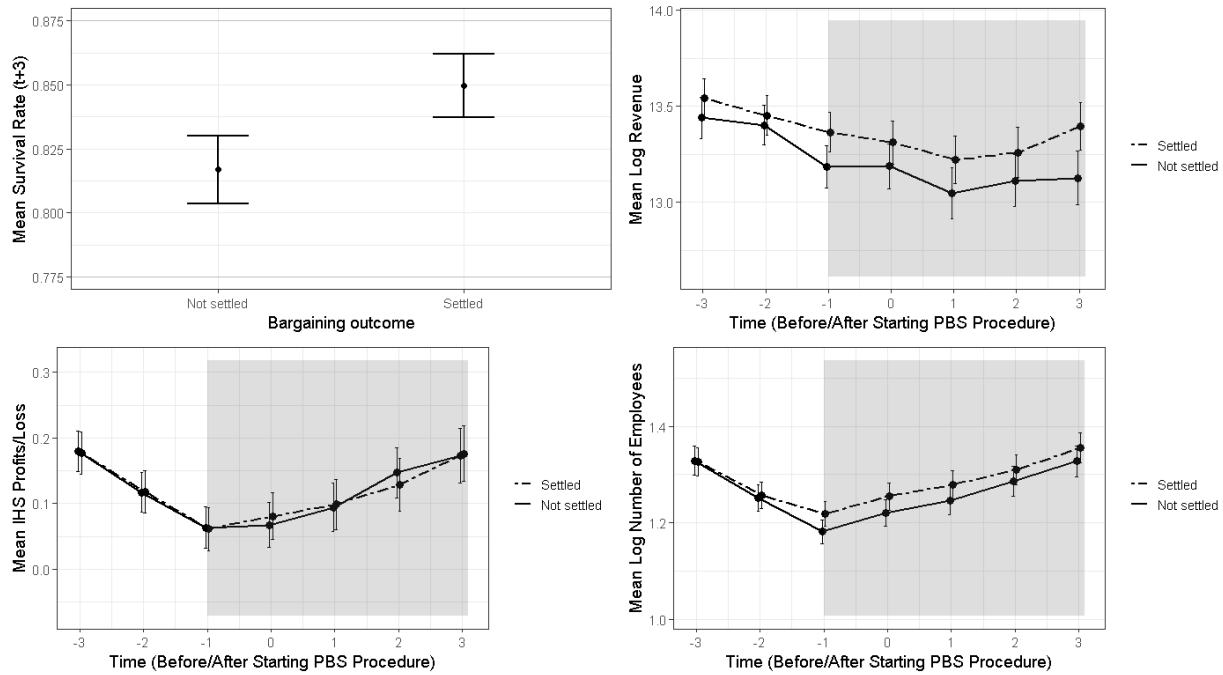 Mean Survival Rate (t+3)
0.875
0.850
0.825
0.800
0.775
Not settled Settled
Bargaining outcome
Mean Log Revenue
14.0
13.5
13.0
-3 -2 -1 0 1 2 3
Time (Before/After Starting PBS Procedure)
Settled
Not settled
Mean IHS Profits/Loss
0.3
0.2
0.1
0.0
-3 -2 -1 0 1 2 3
Time (Before/After Starting PBS Procedure)
Settled
Not settled
Mean Log Number of Employees
1.4
1.2
1.0
-3 -2 -1 0 1 2 3
Time (Before/After Starting PBS Procedure)
Settled
Not settled